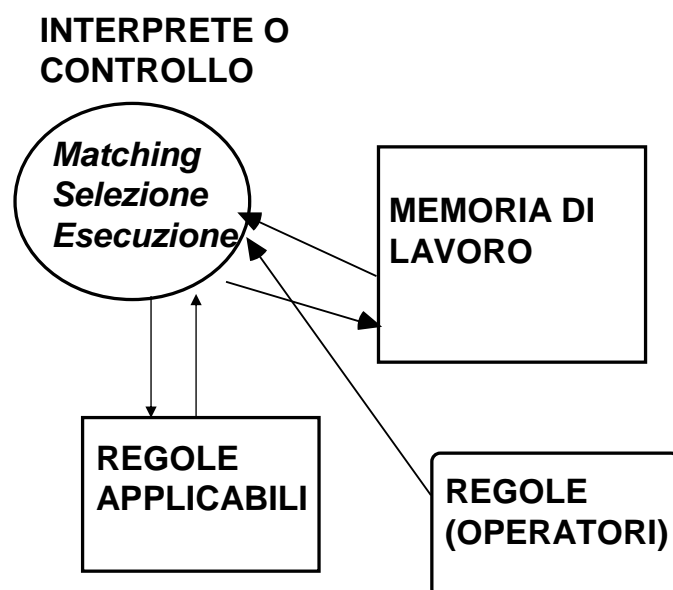 INTERPRETE O
CONTROLLO
Matching
Selezione
Esecuzione
MEMORIA DI
LAVORO
REGOLE
APPLICABILI
REGOLE
(OPERATORI)